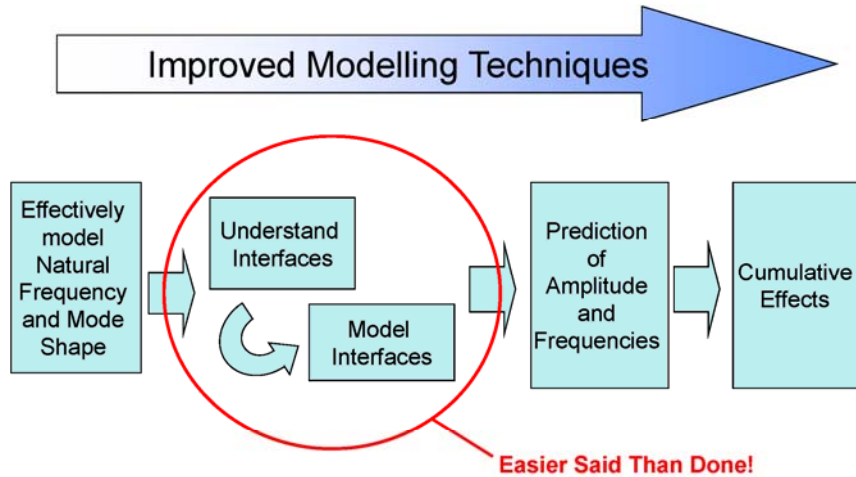 Improved Modelling Techniques
Effectively
model
Natural
Frequency
and Mode
Shape
Understand
Interfaces
Model
Interfaces
Prediction
of
Amplitude
and
Frequencies
Cumulative
Effects
Easier Said Than Done!